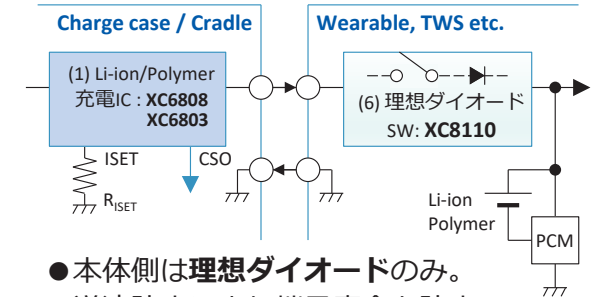 Charge case / Cradle
Wearable, TWS etc.
(1) Li-ion/Polymer
充電IC : XC6808
XC6803
(6) 理想ダイオード
SW: XC8110
ISET
CSO
RISET
Li-ion
Polymer
PCM
●本体側は理想ダイオードのみ。